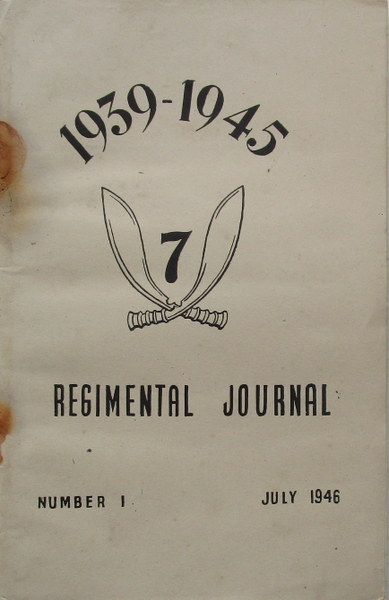 1939-1945
7
REGIMENTAL JOURNAL
NUMBER 1
JULY 1946